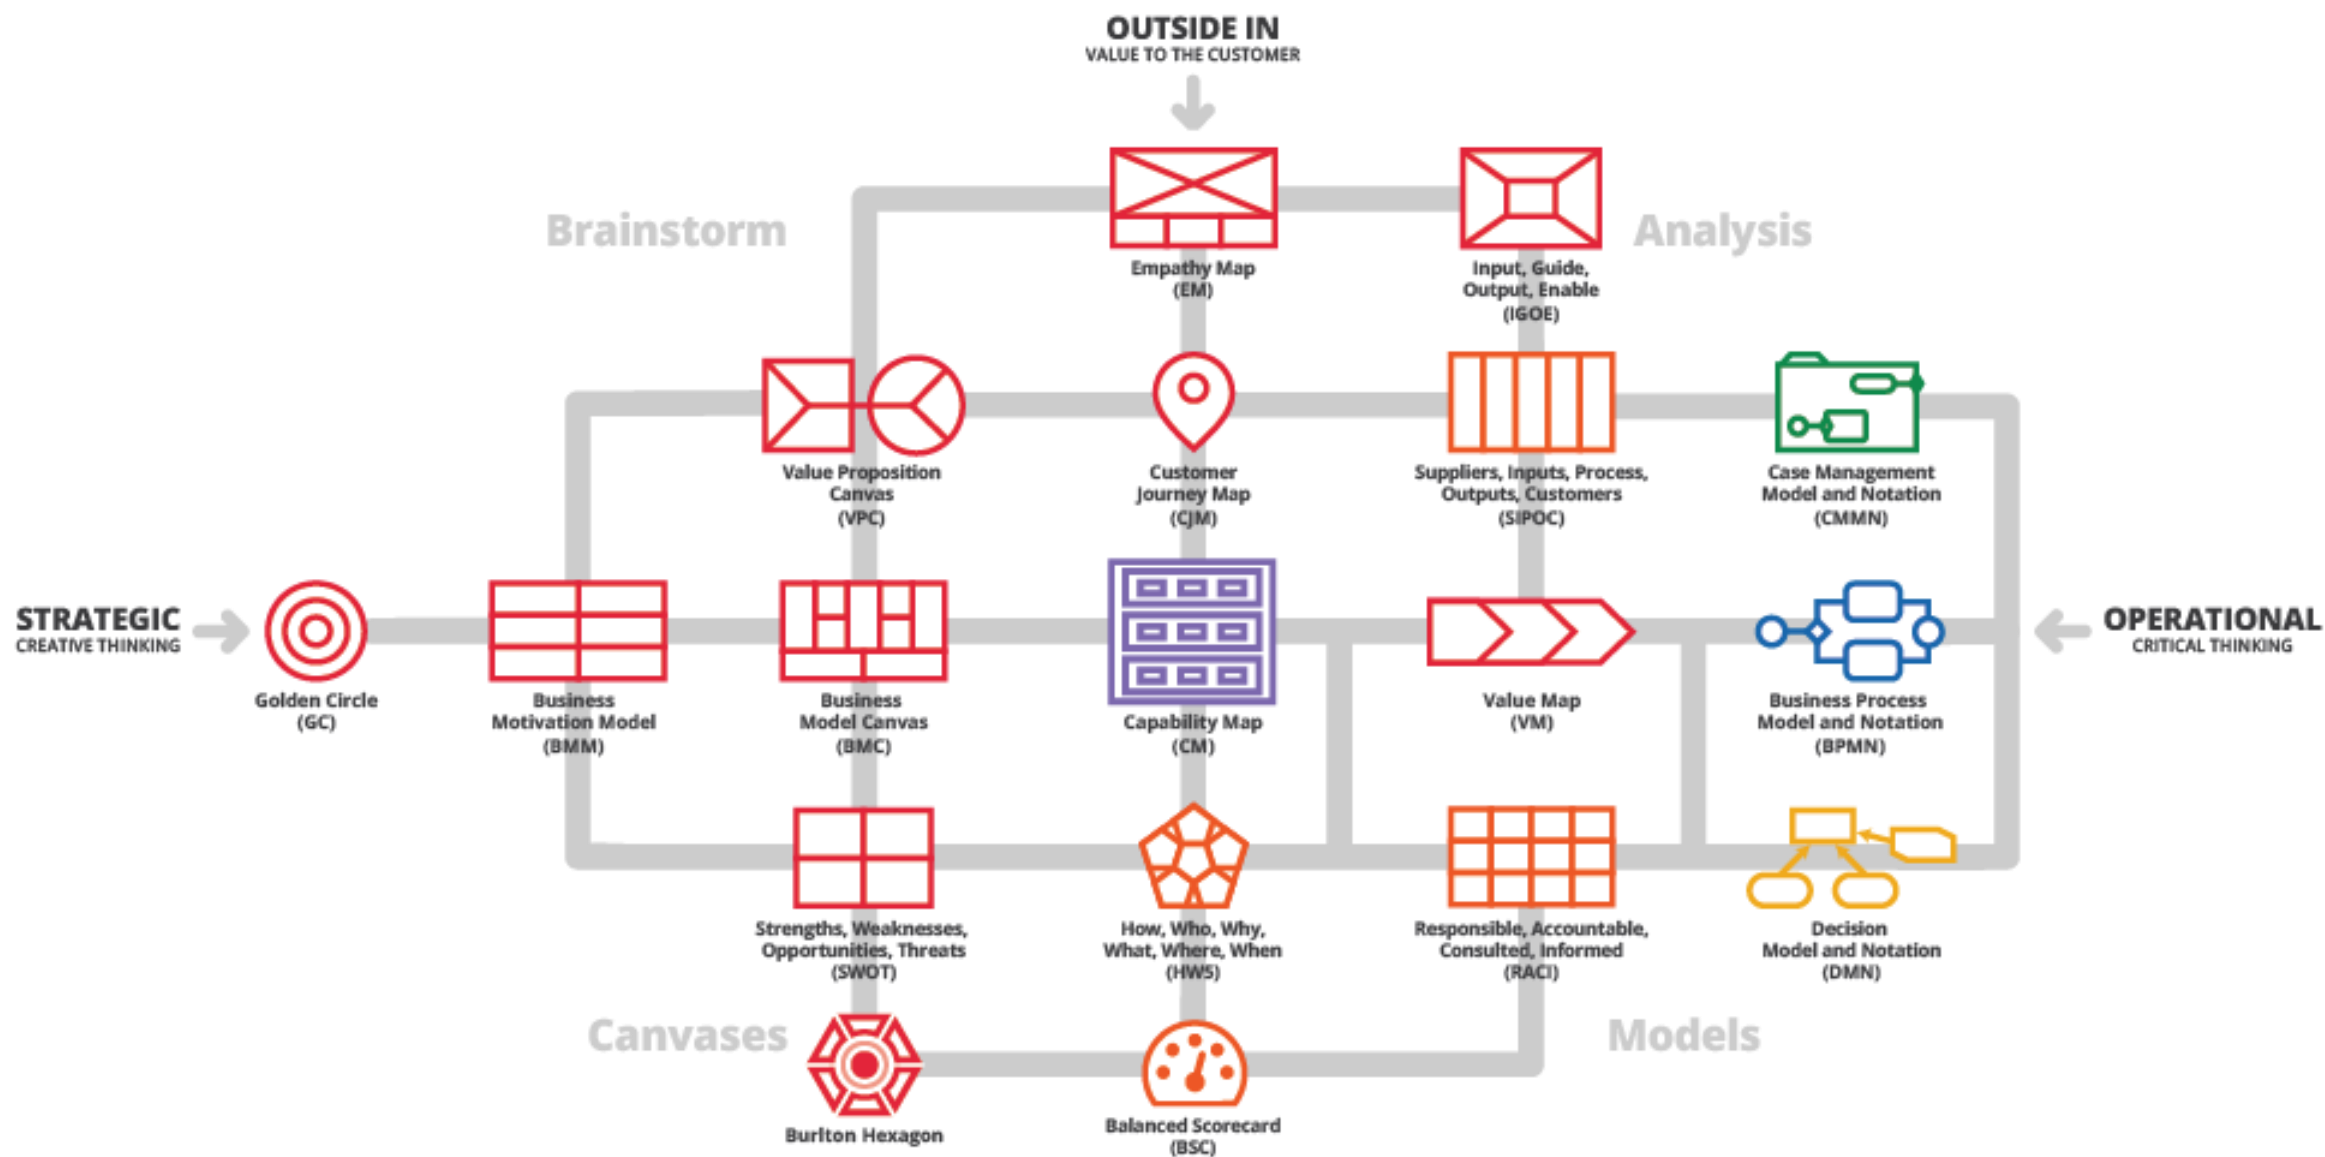 OUTSIDE IN
VALUE TO THE CUSTOMER
Brainstorm
Analysis
Empathy Map
(EM)
Input, Guide,
Output, Enable
(IGOE)
Value Proposition
Canvas
(VPC)
Customer
Journey Map
(CJM)
Suppliers, Inputs, Process,
Outputs, Customers
(SIPOC)
Case Management
Model and Notation
(CMMN)
STRATEGIC
CREATIVE THINKING
Golden Circle
(GC)
Business
Motivation Model
(BMM)
Business
Model Canvas
(BMC)
Capability Map
(CM)
Value Map
(VM)
Business Process
Model and Notation
(BPMN)
OPERATIONAL
CRITICAL THINKING
Strengths, Weaknesses,
Opportunities, Threats
(SWOT)
How, Who, Why,
What, Where, When
(HW5)
Responsible, Accountable,
Consulted, Informed
(RACI)
Decision
Model and Notation
(DMN)
Canvases
Models
Burlton Hexagon
Balanced Scorecard
(BSC)